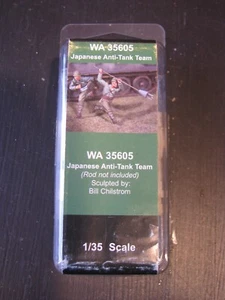 WA 35605
Japanese Anti-Tank Team
WA 35605
Japanese Anti-Tank Team
(Rod not included)
Sculpted by:
Bill Chilstrom
1/35 Scale